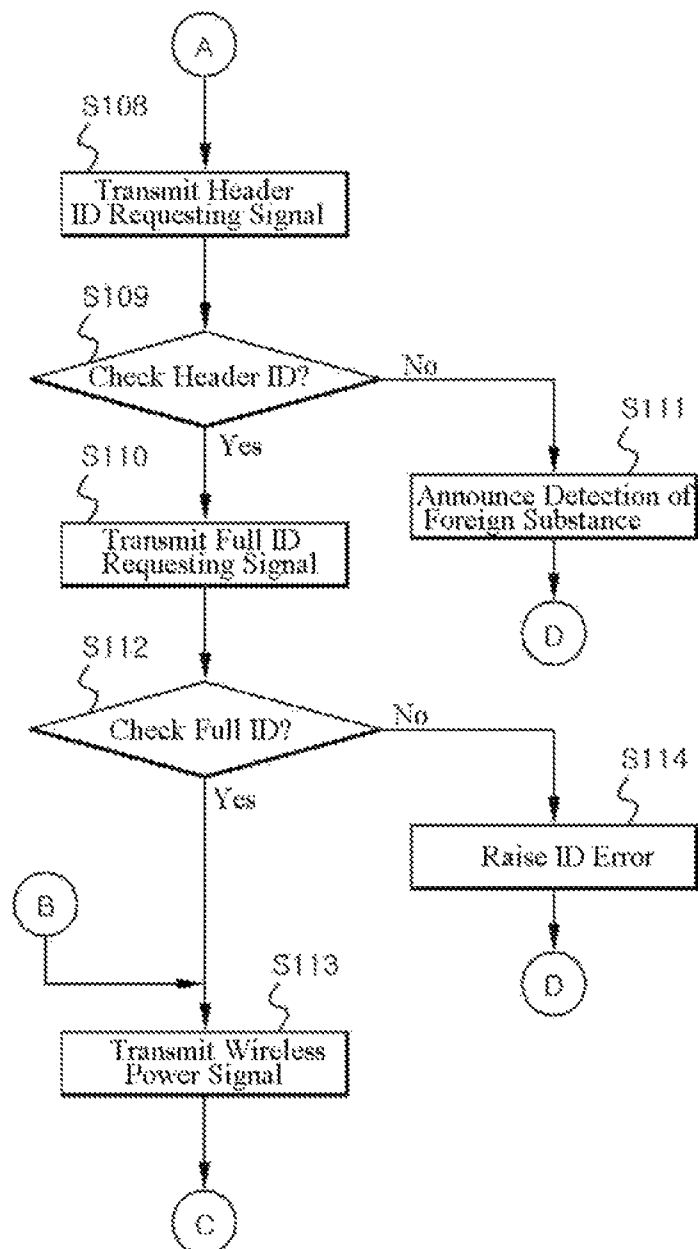 A
S108
Transmit Header
ID Requesting Signal
S109
Check Header ID?
No
Yes
S111
Announce Detection of
Foreign Substance
D
S110
Transmit Full ID
Requesting Signal
S112
Check Full ID?
No
Yes
S114
Raise ID Error
D
B
S113
Transmit Wireless
Power Signal
C